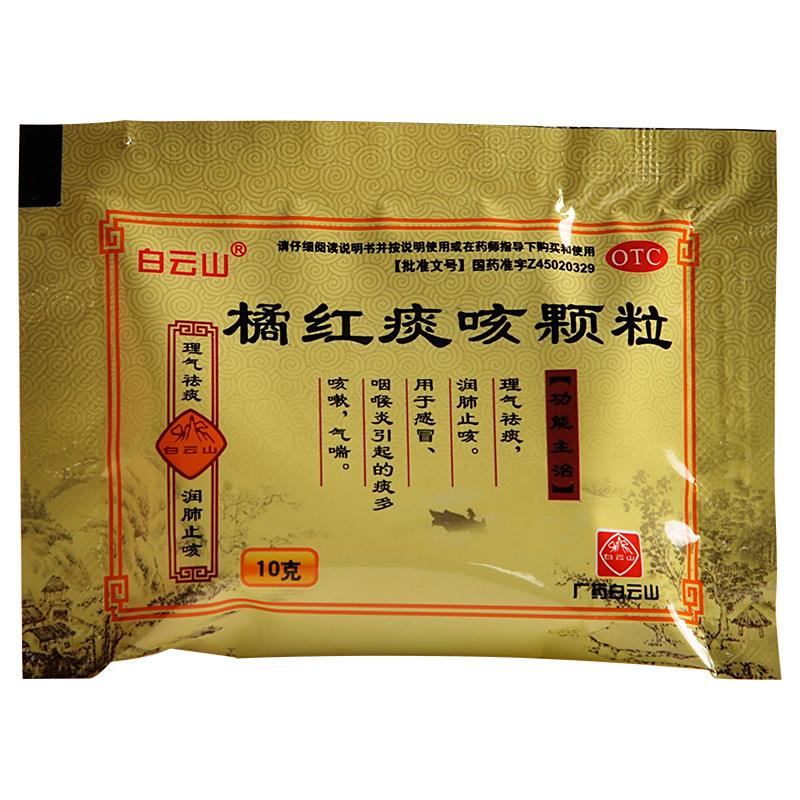 白云山®
请仔细阅读说明书并按说明使用或在药师指导下购买和使用
【批准文号】国药准字Z45020329
OTC
橘红痰咳颗粒
理气祛痰
白云山
润肺止咳
【功能主治】
理气祛痰，
润肺止咳。
用于感冒、
咽喉炎引起的痰多
咳嗽，气喘。
10克
白云山
广药白云山